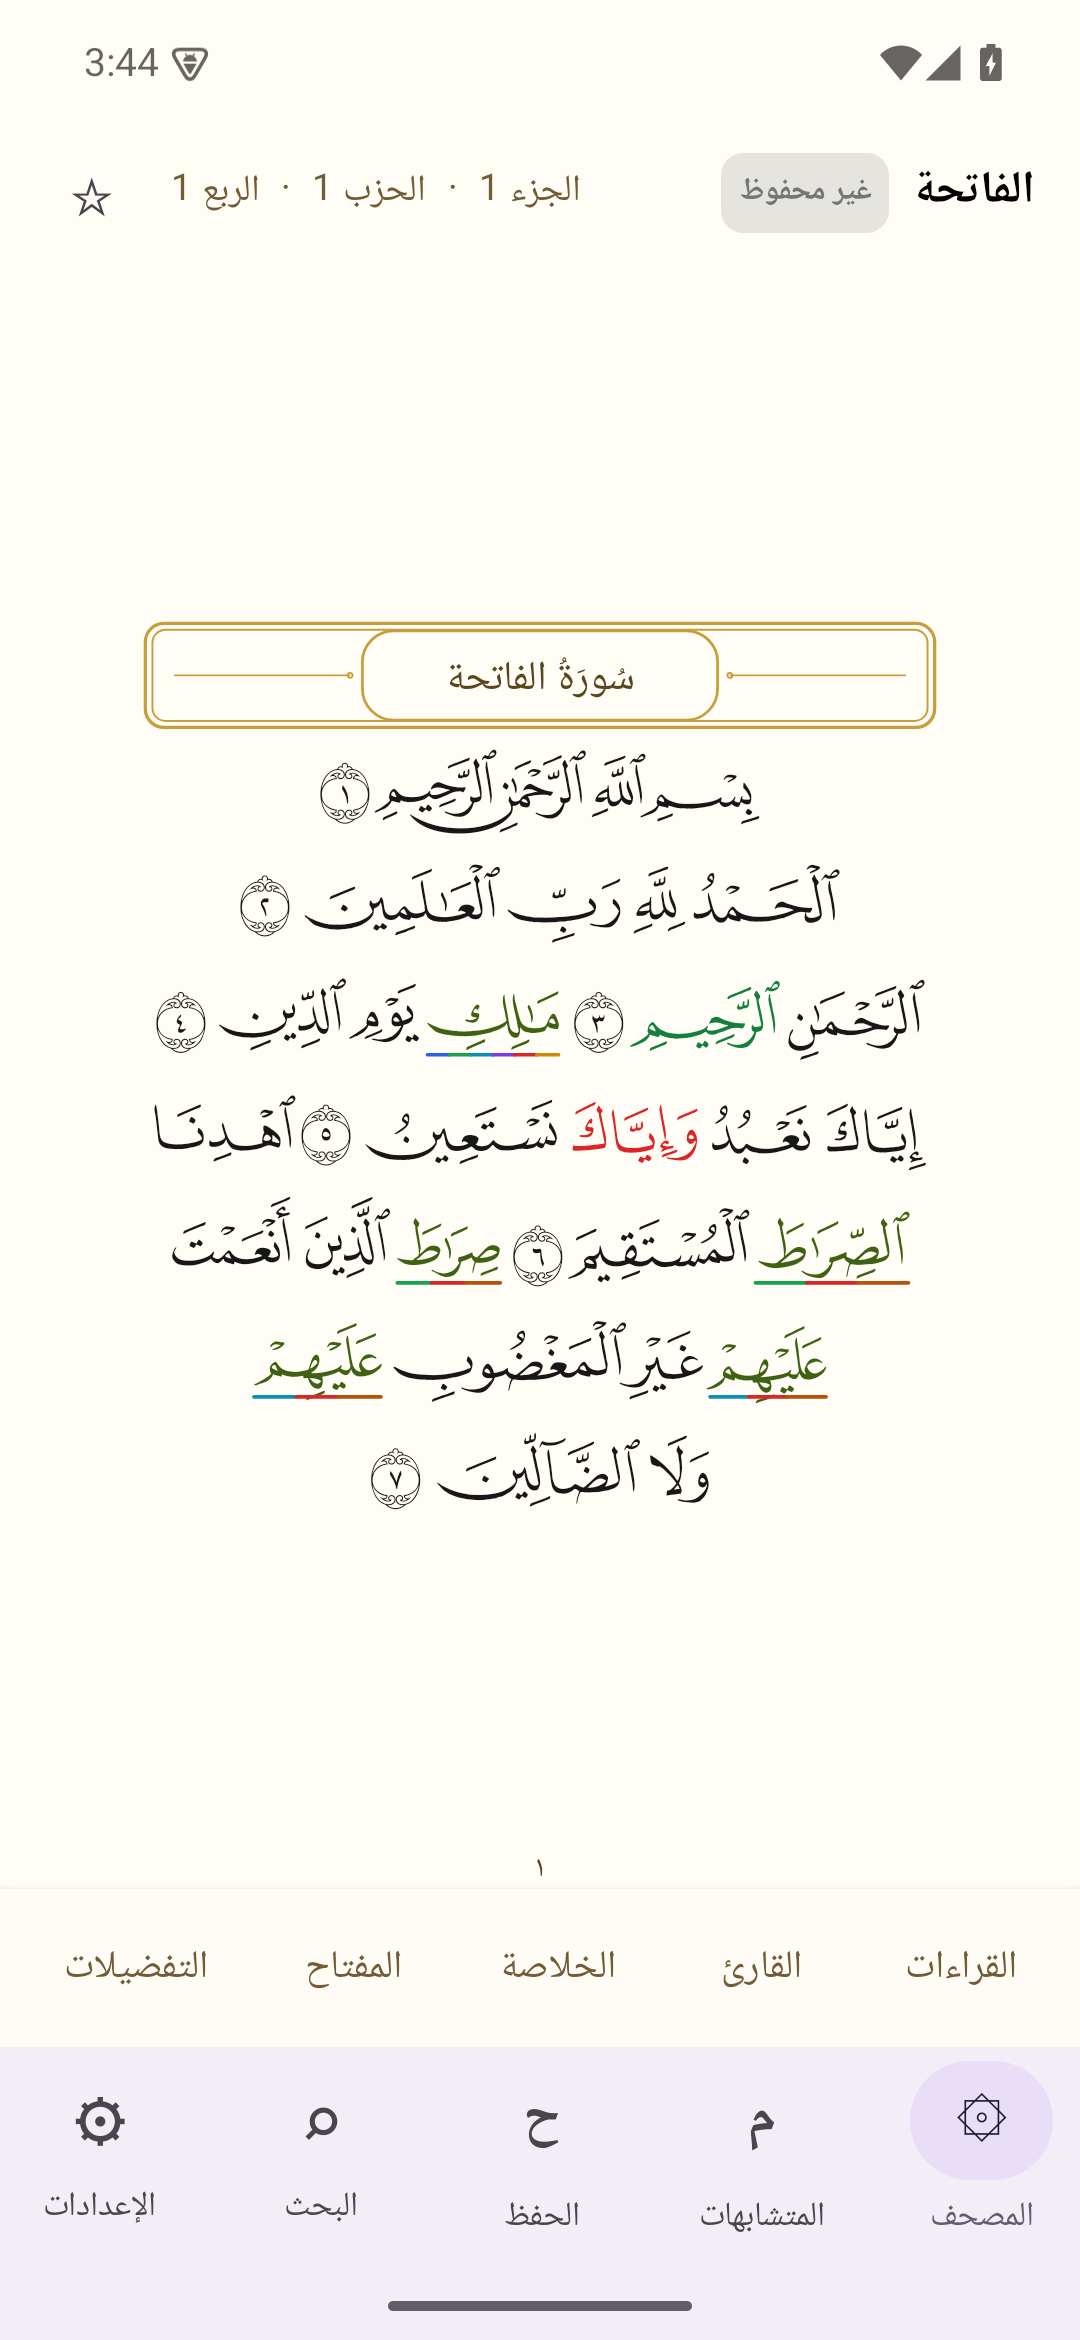 3:44
الفاتحة غير محفوظ الجزء 1 · الحزب 1 · الربع 1
سُورَةُ الفاتحة
بِسْمِ ٱللَّهِ ٱلرَّحْمَٰنِ ٱلرَّحِيمِ ١
ٱلْحَمْدُ لِلَّهِ رَبِّ ٱلْعَٰلَمِينَ ٢
ٱلرَّحْمَٰنِ ٱلرَّحِيمِ ٣ مَٰلِكِ يَوْمِ ٱلدِّينِ ٤
إِيَّاكَ نَعْبُدُ وَإِيَّاكَ نَسْتَعِينُ ٥ ٱهْدِنَا
ٱلصِّرَٰطَ ٱلْمُسْتَقِيمَ ٦ صِرَٰطَ ٱلَّذِينَ أَنْعَمْتَ
عَلَيْهِمْ غَيْرِ ٱلْمَغْضُوبِ عَلَيْهِمْ
وَلَا ٱلضَّآلِّينَ ٧
١
القراءات القارئ الخلاصة المفتاح التفضيلات
م ح
المصحف المتشابهات الحفظ البحث الإعدادات